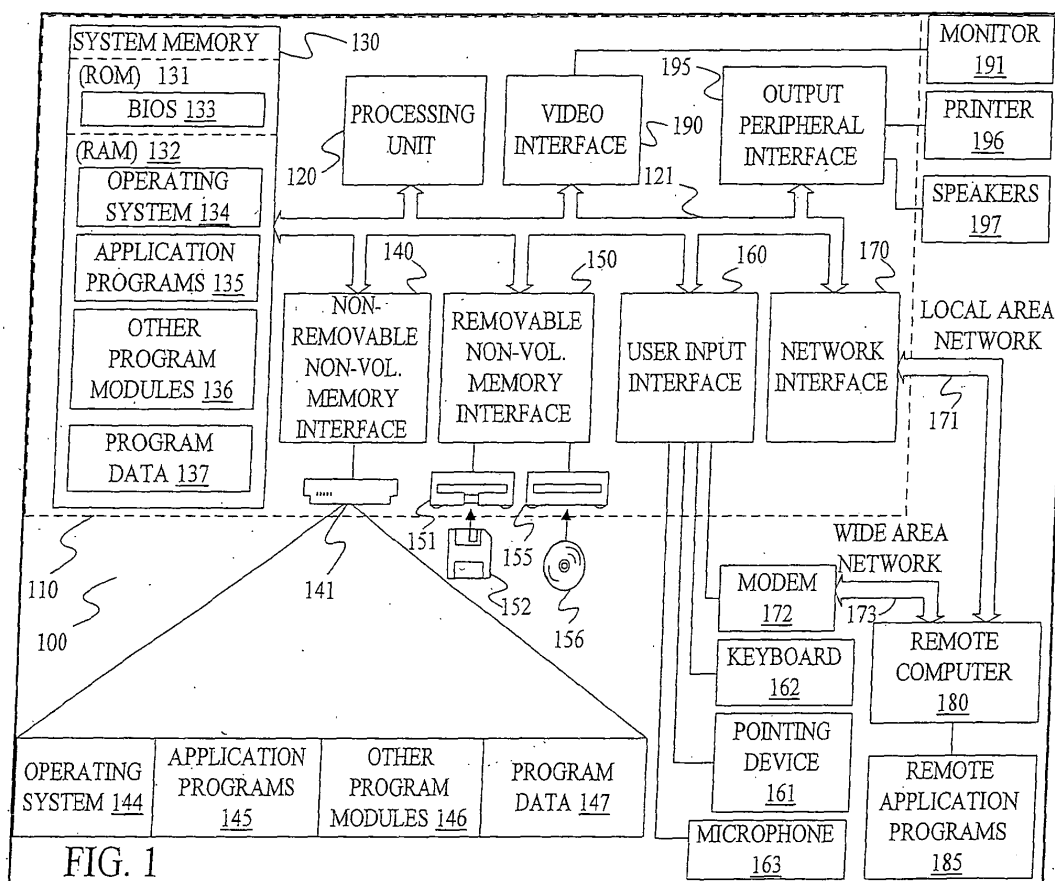 SYSTEM MEMORY
130
(ROM) 131
BIOS 133
(RAM) 132
OPERATING
SYSTEM 134
APPLICATION
PROGRAMS 135
OTHER
PROGRAM
MODULES 136
PROGRAM
DATA 137
PROCESSING
UNIT
120
VIDEO
INTERFACE
190
195
OUTPUT
PERIPHERAL
INTERFACE
121
MONITOR
191
PRINTER
196
SPEAKERS
197
140
NON-
REMOVABLE
NON-VOL.
MEMORY
INTERFACE
150
REMOVABLE
NON-VOL.
MEMORY
INTERFACE
160
USER INPUT
INTERFACE
170
NETWORK
INTERFACE
LOCAL AREA
NETWORK
171
110
100
141
151
152
155
156
WIDE AREA
NETWORK
173
MODEM
172
KEYBOARD
162
POINTING
DEVICE
161
MICROPHONE
163
REMOTE
COMPUTER
180
REMOTE
APPLICATION
PROGRAMS
185
OPERATING
SYSTEM 144
APPLICATION
PROGRAMS
145
OTHER
PROGRAM
MODULES 146
PROGRAM
DATA 147
FIG. 1